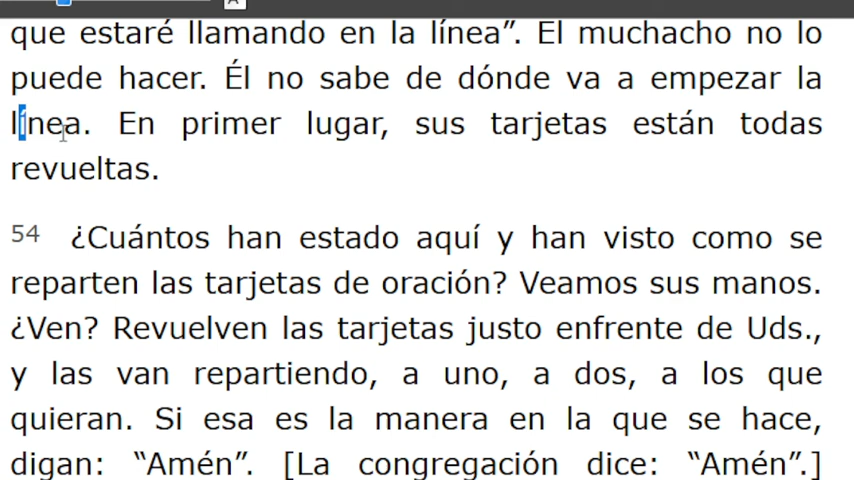 que estaré llamando en la línea”. El muchacho no lo
puede hacer. Él no sabe de dónde va a empezar la
línea. En primer lugar, sus tarjetas están todas
revueltas.
54 ¿Cuántos han estado aquí y han visto como se
reparten las tarjetas de oración? Veamos sus manos.
¿Ven? Revuelven las tarjetas justo enfrente de Uds.,
y las van repartiendo, a uno, a dos, a los que
quieran. Si esa es la manera en la que se hace,
digan: “Amén”. [La congregación dice: “Amén”.]